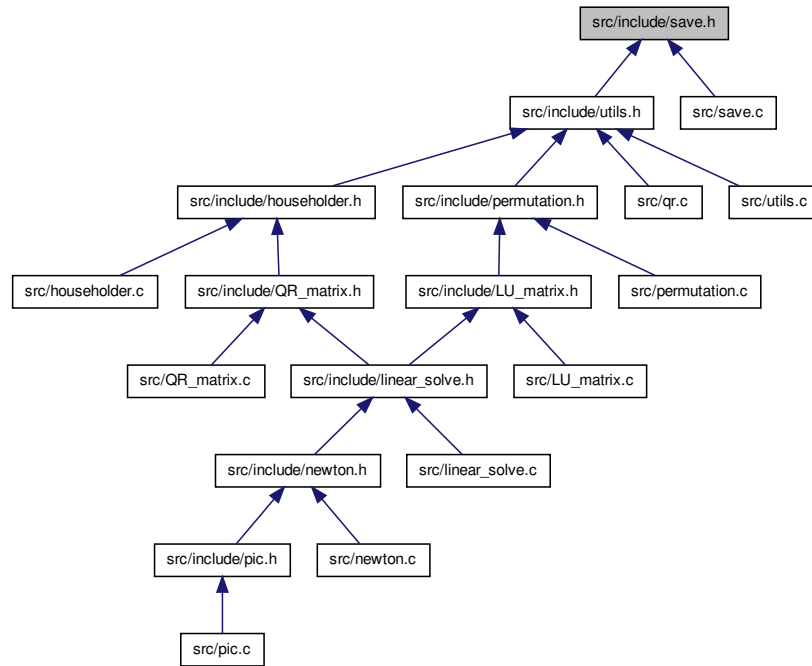 src/include/save.h
src/include/utils.h
src/save.c
src/include/householder.h
src/include/permutation.h
src/qr.c
src/utils.c
src/householder.c
src/include/QR_matrix.h
src/include/LU_matrix.h
src/permutation.c
src/QR_matrix.c
src/include/linear_solve.h
src/LU_matrix.c
src/include/newton.h
src/linear_solve.c
src/include/pic.h
src/newton.c
src/pic.c